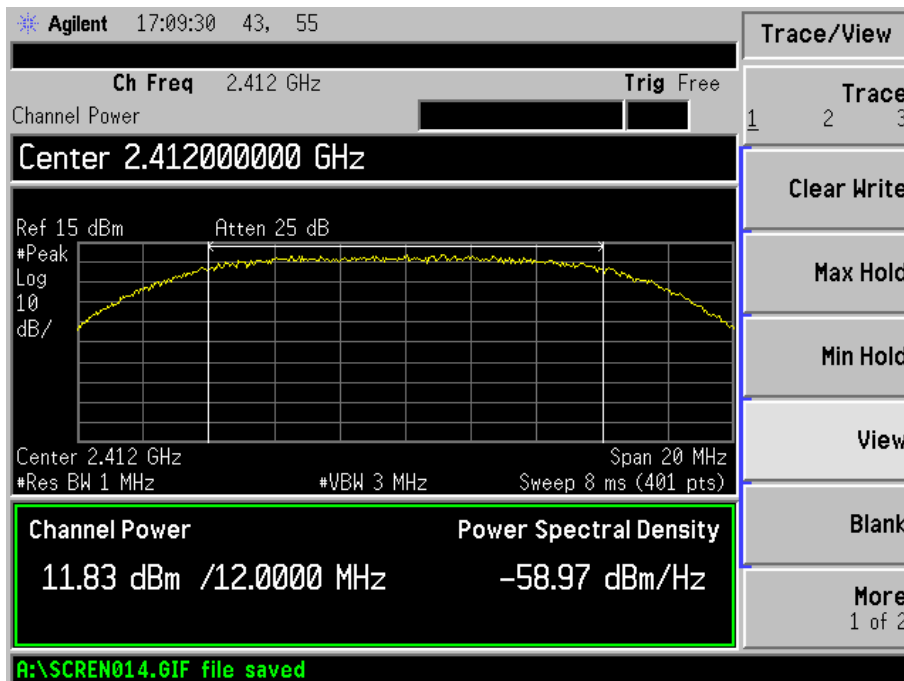 Agilent 17:09:30 43, 55
Trace/View
Ch Freq 2.412 GHz Trig Free
Channel Power
Trace
1 2 3
Center 2.412000000 GHz
Clear Write
Ref 15 dBm Atten 25 dB
#Peak
Log
10
dB/
Max Hold
Min Hold
View
Center 2.412 GHz Span 20 MHz
#Res BW 1 MHz #VBW 3 MHz Sweep 8 ms (401 pts)
Channel Power Power Spectral Density
Blank
11.83 dBm /12.0000 MHz -58.97 dBm/Hz
More
1 of 2
A:\SCREN014.GIF file saved